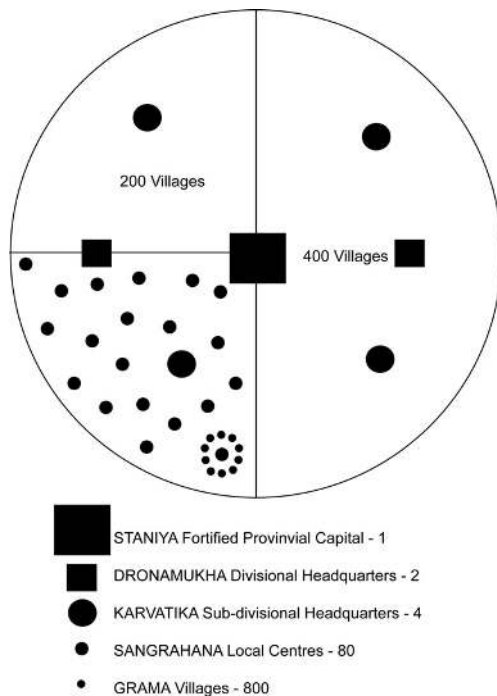 200 Villages
400 Villages
STANIYA Fortified Provinvial Capital - 1
DRONAMUKHA Divisional Headquarters - 2
KARVATIKA Sub-divisional Headquarters - 4
SANGRAHANA Local Centres - 80
GRAMA Villages - 800